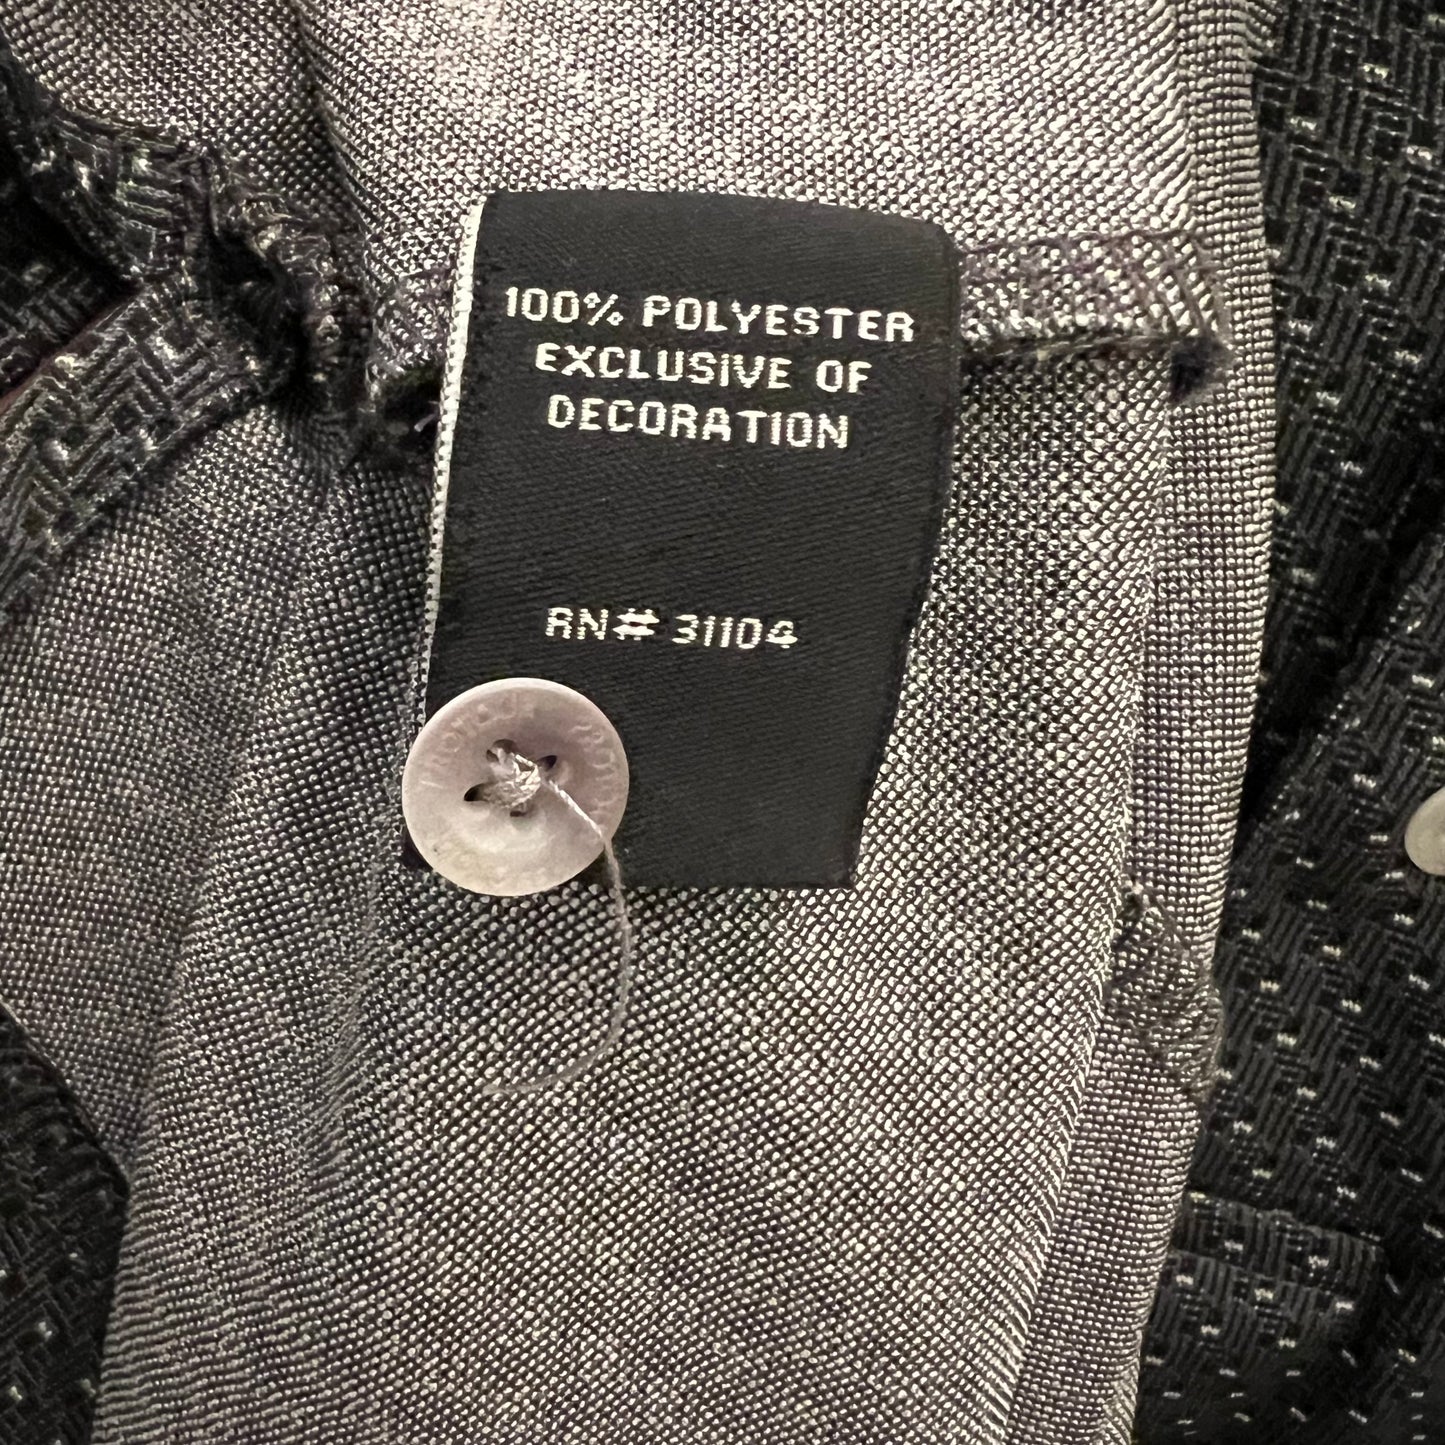 100% POLYESTER
EXCLUSIVE OF
DECORATION
RN# 31104